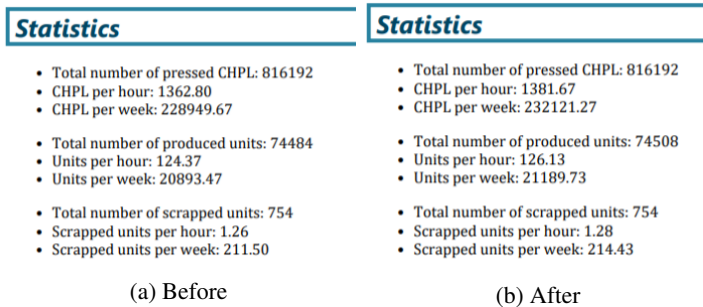 Statistics
• Total number of pressed CHPL: 816192
• CHPL per hour: 1362.80
• CHPL per week: 228949.67
• Total number of produced units: 74484
• Units per hour: 124.37
• Units per week: 20893.47
• Total number of scrapped units: 754
• Scrapped units per hour: 1.26
• Scrapped units per week: 211.50
(a) Before
Statistics
• Total number of pressed CHPL: 816192
• CHPL per hour: 1381.67
• CHPL per week: 232121.27
• Total number of produced units: 74508
• Units per hour: 126.13
• Units per week: 21189.73
• Total number of scrapped units: 754
• Scrapped units per hour: 1.28
• Scrapped units per week: 214.43
(b) After